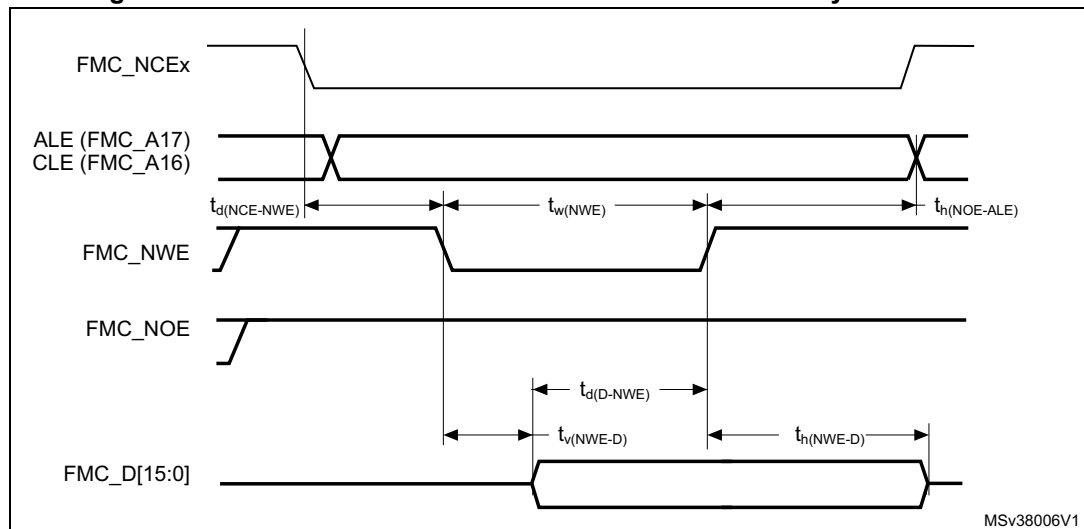 FMC_NCEx
ALE (FMC_A17)
CLE (FMC_A16)
td(NCE-NWE)
tw(NWE)
th(NOE-ALE)
FMC_NWE
FMC_NOE
td(D-NWE)
tv(NWE-D)
th(NWE-D)
FMC_D[15:0]
MSv38006V1